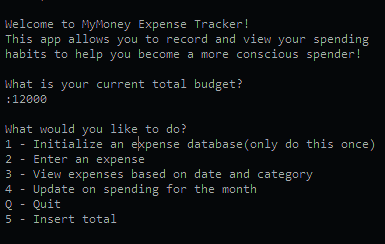 Welcome to MyMoney Expense Tracker!
This app allows you to record and view your spending
habits to help you become a more conscious spender!
What is your current total budget?
:12000
What would you like to do?
1 - Initialize an expense database(only do this once)
2 - Enter an expense
3 - View expenses based on date and category
4 - Update on spending for the month
Q - Quit
5 - Insert total